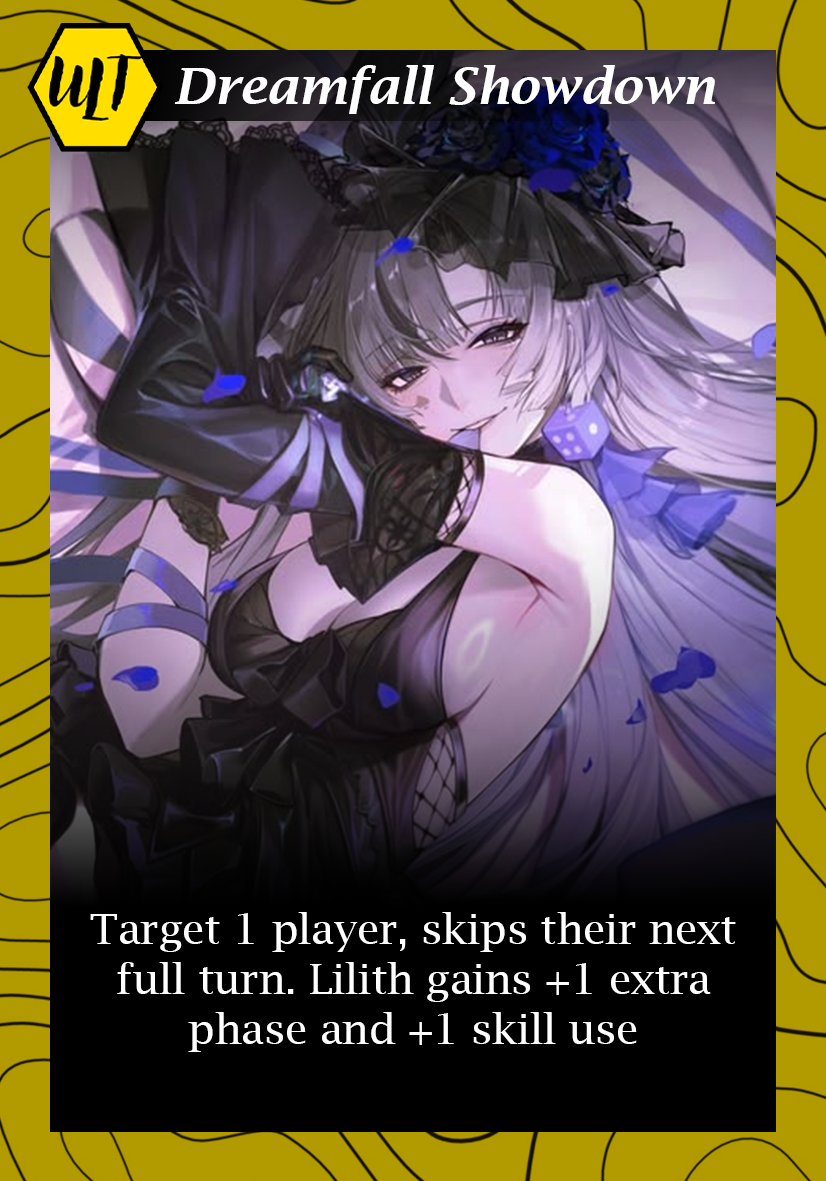 ULT
Dreamfall Showdown
Target 1 player, skips their next
full turn. Lilith gains +1 extra
phase and +1 skill use